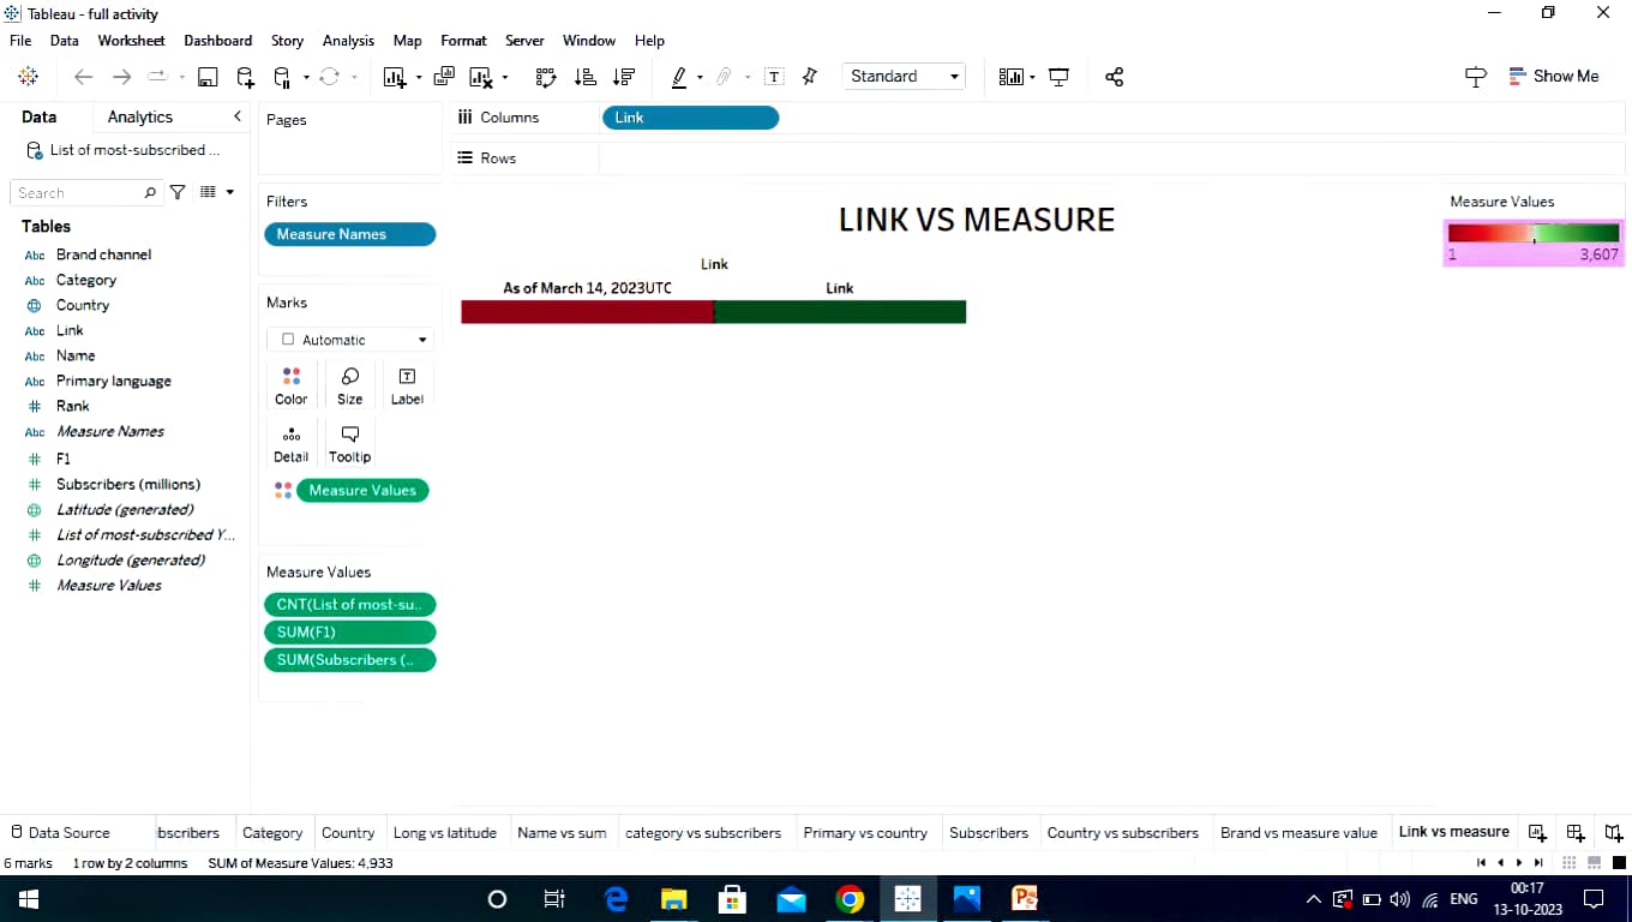 Tableau - full activity
File Data Worksheet Dashboard Story Analysis Map Format Server Window Help
Standard
Show Me
Data Analytics
Pages
Columns
Link
List of most-subscribed ...
Rows
Search
Filters
Measure Values
LINK VS MEASURE
1 3,607
Tables
Measure Names
Abc Brand channel
Abc Category
Country
Abc Link
Abc Name
Abc Primary language
# Rank
Abc Measure Names
# F1
# Subscribers (millions)
Latitude (generated)
# List of most-subscribed Y...
Longitude (generated)
# Measure Values
Marks
Automatic
Color Size Label
Detail Tooltip
Measure Values
Measure Values
CNT(List of most-su..
SUM(F1)
SUM(Subscribers (..
Link
As of March 14, 2023UTC Link
Data Source bscribers Category Country Long vs latitude Name vs sum category vs subscribers Primary vs country Subscribers Country vs subscribers Brand vs measure value Link vs measure
6 marks 1 row by 2 columns SUM of Measure Values: 4,933
ENG
00:17
13-10-2023